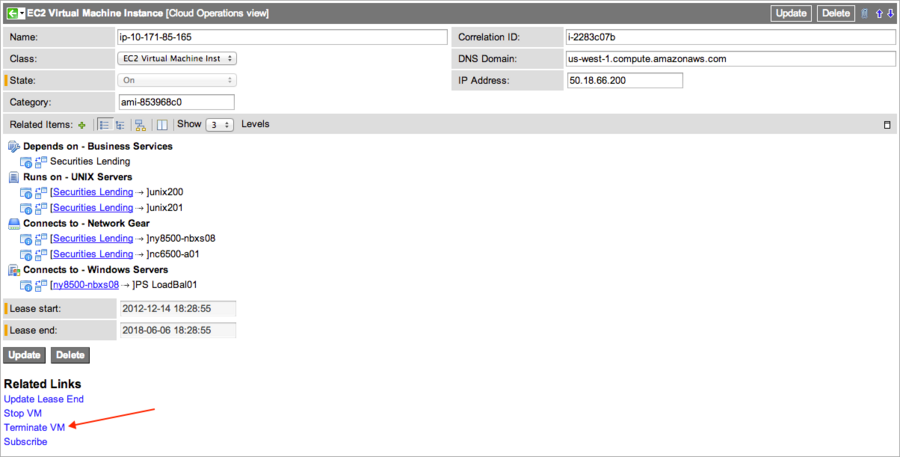 EC2 Virtual Machine Instance [Cloud Operations view] Update Delete
Name: ip-10-171-85-165 Correlation ID: i-2283c07b
Class: EC2 Virtual Machine Inst DNS Domain: us-west-1.compute.amazonaws.com
State: On IP Address: 50.18.66.200
Category: ami-853968c0
Related Items: Show 3 Levels
Depends on - Business Services
Securities Lending
Runs on - UNIX Servers
[Securities Lending → ]unix200
[Securities Lending → ]unix201
Connects to - Network Gear
[Securities Lending → ]ny8500-nbxs08
[Securities Lending → ]nc6500-a01
Connects to - Windows Servers
[ny8500-nbxs08 → ]PS LoadBal01
Lease start: 2012-12-14 18:28:55
Lease end: 2018-06-06 18:28:55
Update Delete
Related Links
Update Lease End
Stop VM
Terminate VM
Subscribe